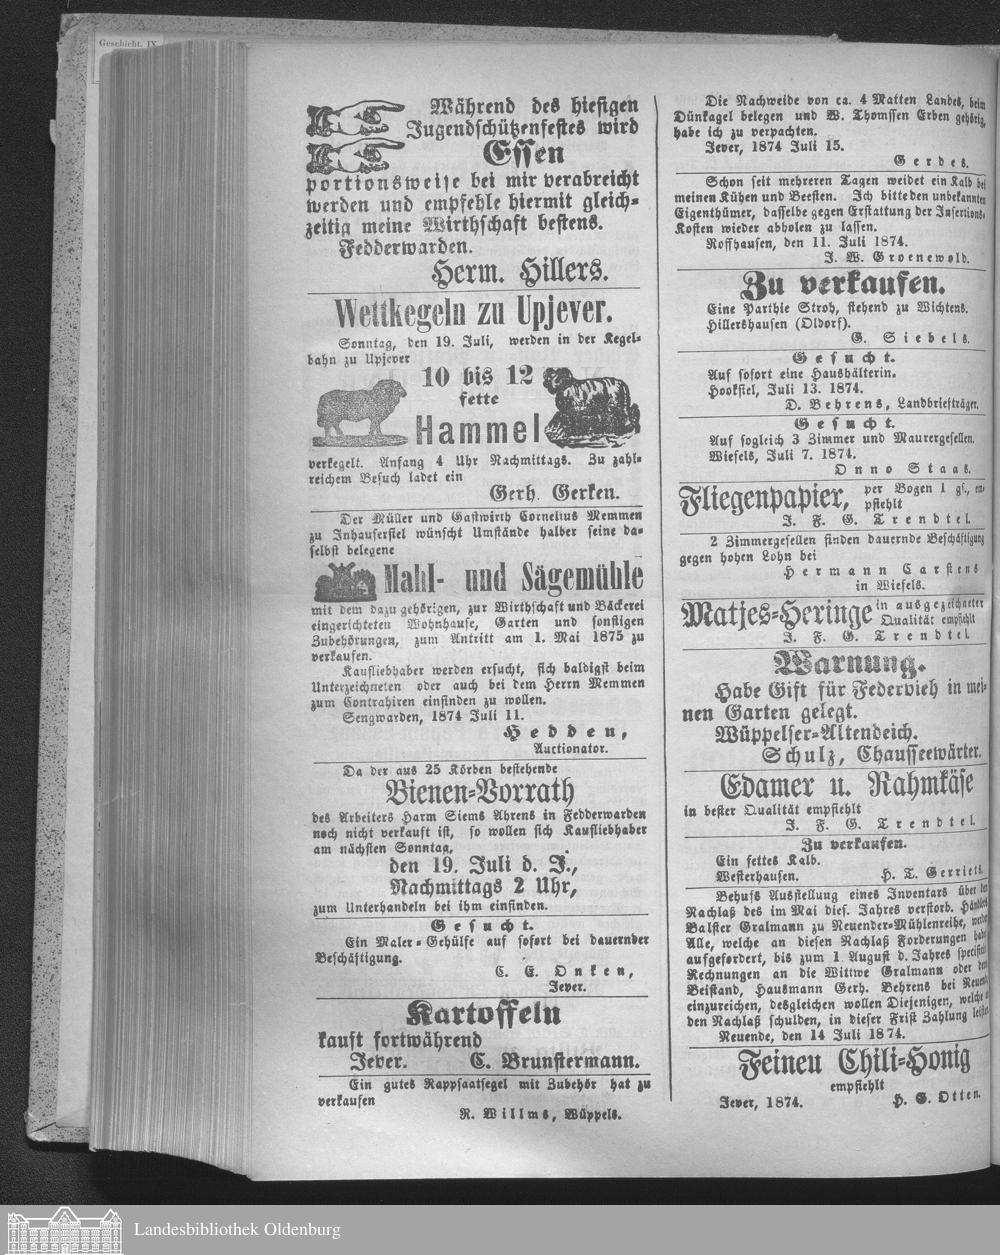 Geschicht. IX
Während des hiesigen
Jugendschützenfestes wird
Essen
portionsweise bei mir verabreicht
werden und empfehle hiermit gleich-
zeitig meine Wirthschaft bestens.
Fedderwarden.
Herm. Hillers.
Wettkegeln zu Upjever.
Sonntag, den 19. Juli, werden in der Kegel-
bahn zu Upjever
10 bis 12
fette
Hammel
verkegelt. Anfang 4 Uhr Nachmittags. Zu zahl-
reichem Besuch ladet ein
Gerh. Gerken.
Der Müller und Gastwirth Cornelius Memmen
zu Inhausersiel wünscht Umstände halber seine da-
selbst belegene
Mahl- und Sägemühle
mit dem dazu gehörigen, zur Wirthschaft und Bäckerei
eingerichteten Wohnhause, Garten und sonstigen
Zubehörungen, zum Antritt am 1. Mai 1875 zu
verkaufen.
Kaufliebhaber werden ersucht, sich baldigst beim
Unterzeichneten oder auch bei dem Herrn Memmen
zum Contrahiren einfinden zu wollen.
Sengwarden, 1874 Juli 11.
Hedden,
Auctionator.
Da der aus 25 Körben bestehende
Bienen-Vorrath
des Arbeiters Harm Siems Ahrens in Fedderwarden
noch nicht verkauft ist, so wollen sich Kaufliebhaber
am nächsten Sonntag,
den 19. Juli d. J.,
Nachmittags 2 Uhr,
zum Unterhandeln bei ihm einfinden.
Gesucht.
Ein Maler-Gehülfe auf sofort bei dauernder
Beschäftigung.
C. E. Onken,
Jever.
Kartoffeln
kauft fortwährend
Jever. C. Brunstermann.
Ein gutes Rappsaatsegel mit Zubehör hat zu
verkaufen
R. Willms, Wüppels.
Die Nachweide von ca. 4 Matten Landes, beim
Dünkagel belegen und W. Thomssen Erben gehörig,
habe ich zu verpachten.
Jever, 1874 Juli 15.
Gerdes.
Schon seit mehreren Tagen weidet ein Kalb bei
meinen Kühen und Beesten. Ich bitte den unbekannten
Eigenthümer, dasselbe gegen Erstattung der Insertions-
Kosten wieder abholen zu lassen.
Roffhausen, den 11. Juli 1874.
J. W. Groenewold.
Zu verkaufen.
Eine Parthie Stroh, stehend zu Wichtens.
Hillershausen (Oldorf).
G. Siebels.
Gesucht.
Auf sofort eine Haushälterin.
Hooksiel, Juli 13. 1874.
D. Behrens, Landbriefträger.
Gesucht.
Auf sogleich 3 Zimmer und Maurergesellen.
Wiefels, Juli 7. 1874.
Onno Staas.
Fliegenpapier, per Bogen 1 gs., em-
pfiehlt
J. F. G. Trendtel.
2 Zimmergesellen finden dauernde Beschäftigung
gegen hohen Lohn bei
Hermann Carstens
in Wiefels.
Matjes-Heringe in ausgezeichneter
Qualität empfiehlt
J. F. G. Trendtel.
Warnung.
Habe Gift für Federvieh in mei-
nen Garten gelegt.
Wüppelser-Altendeich.
Schulz, Chausseewärter.
Edamer u. Rahmkäse
in bester Qualität empfiehlt
J. F. G. Trendtel.
Zu verkaufen.
Ein fettes Kalb.
Westerhausen. H. T. Gerriets.
Behufs Ausstellung eines Inventars über den
Nachlaß des im Mai dies. Jahres verstorb. Händlers
Balster Gralmann zu Neuender-Mühlenreihe, werden
Alle, welche an diesen Nachlaß Forderungen haben
aufgefordert, bis zum 1. August d. Jahres
Rechnungen an die Wittwe Gralmann oder deren
Beistand, Hausmann Gerh. Behrens bei Neuende
einzureichen, desgleichen wollen Diejenigen, welche
den Nachlaß schulden, in dieser Frist Zahlung leisten.
Neuende, den 14 Juli 1874.
Feinen Chili-Honig
empfiehlt
Jever, 1874. H. G. Otten.
Landesbibliothek Oldenburg